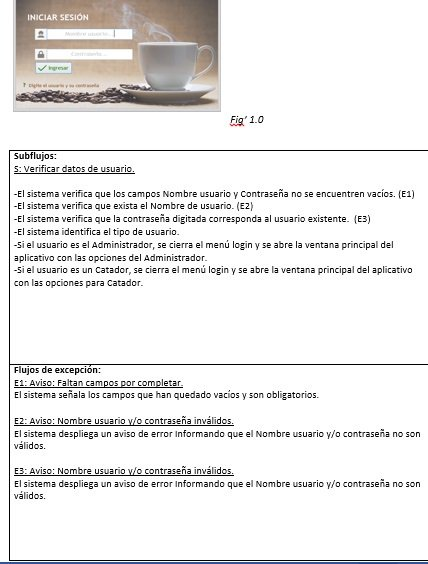 INICIAR SESIÓN
Nombre usuario...
Contraseña...
Ingresar
? Digite el usuario y su contraseña
Fig' 1.0
Subflujos:
S: Verificar datos de usuario.
-El sistema verifica que los campos Nombre usuario y Contraseña no se encuentren vacíos. (E1)
-El sistema verifica que exista el Nombre de usuario. (E2)
-El sistema verifica que la contraseña digitada corresponda al usuario existente. (E3)
-El sistema identifica el tipo de usuario.
-Si el usuario es el Administrador, se cierra el menú login y se abre la ventana principal del
aplicativo con las opciones del Administrador.
-Si el usuario es un Catador, se cierra el menú login y se abre la ventana principal del aplicativo
con las opciones para Catador.
Flujos de excepción:
E1: Aviso: Faltan campos por completar.
El sistema señala los campos que han quedado vacíos y son obligatorios.
E2: Aviso: Nombre usuario y/o contraseña inválidos.
El sistema despliega un aviso de error Informando que el Nombre usuario y/o contraseña no son
válidos.
E3: Aviso: Nombre usuario y/o contraseña inválidos.
El sistema despliega un aviso de error Informando que el Nombre usuario y/o contraseña no son
válidos.